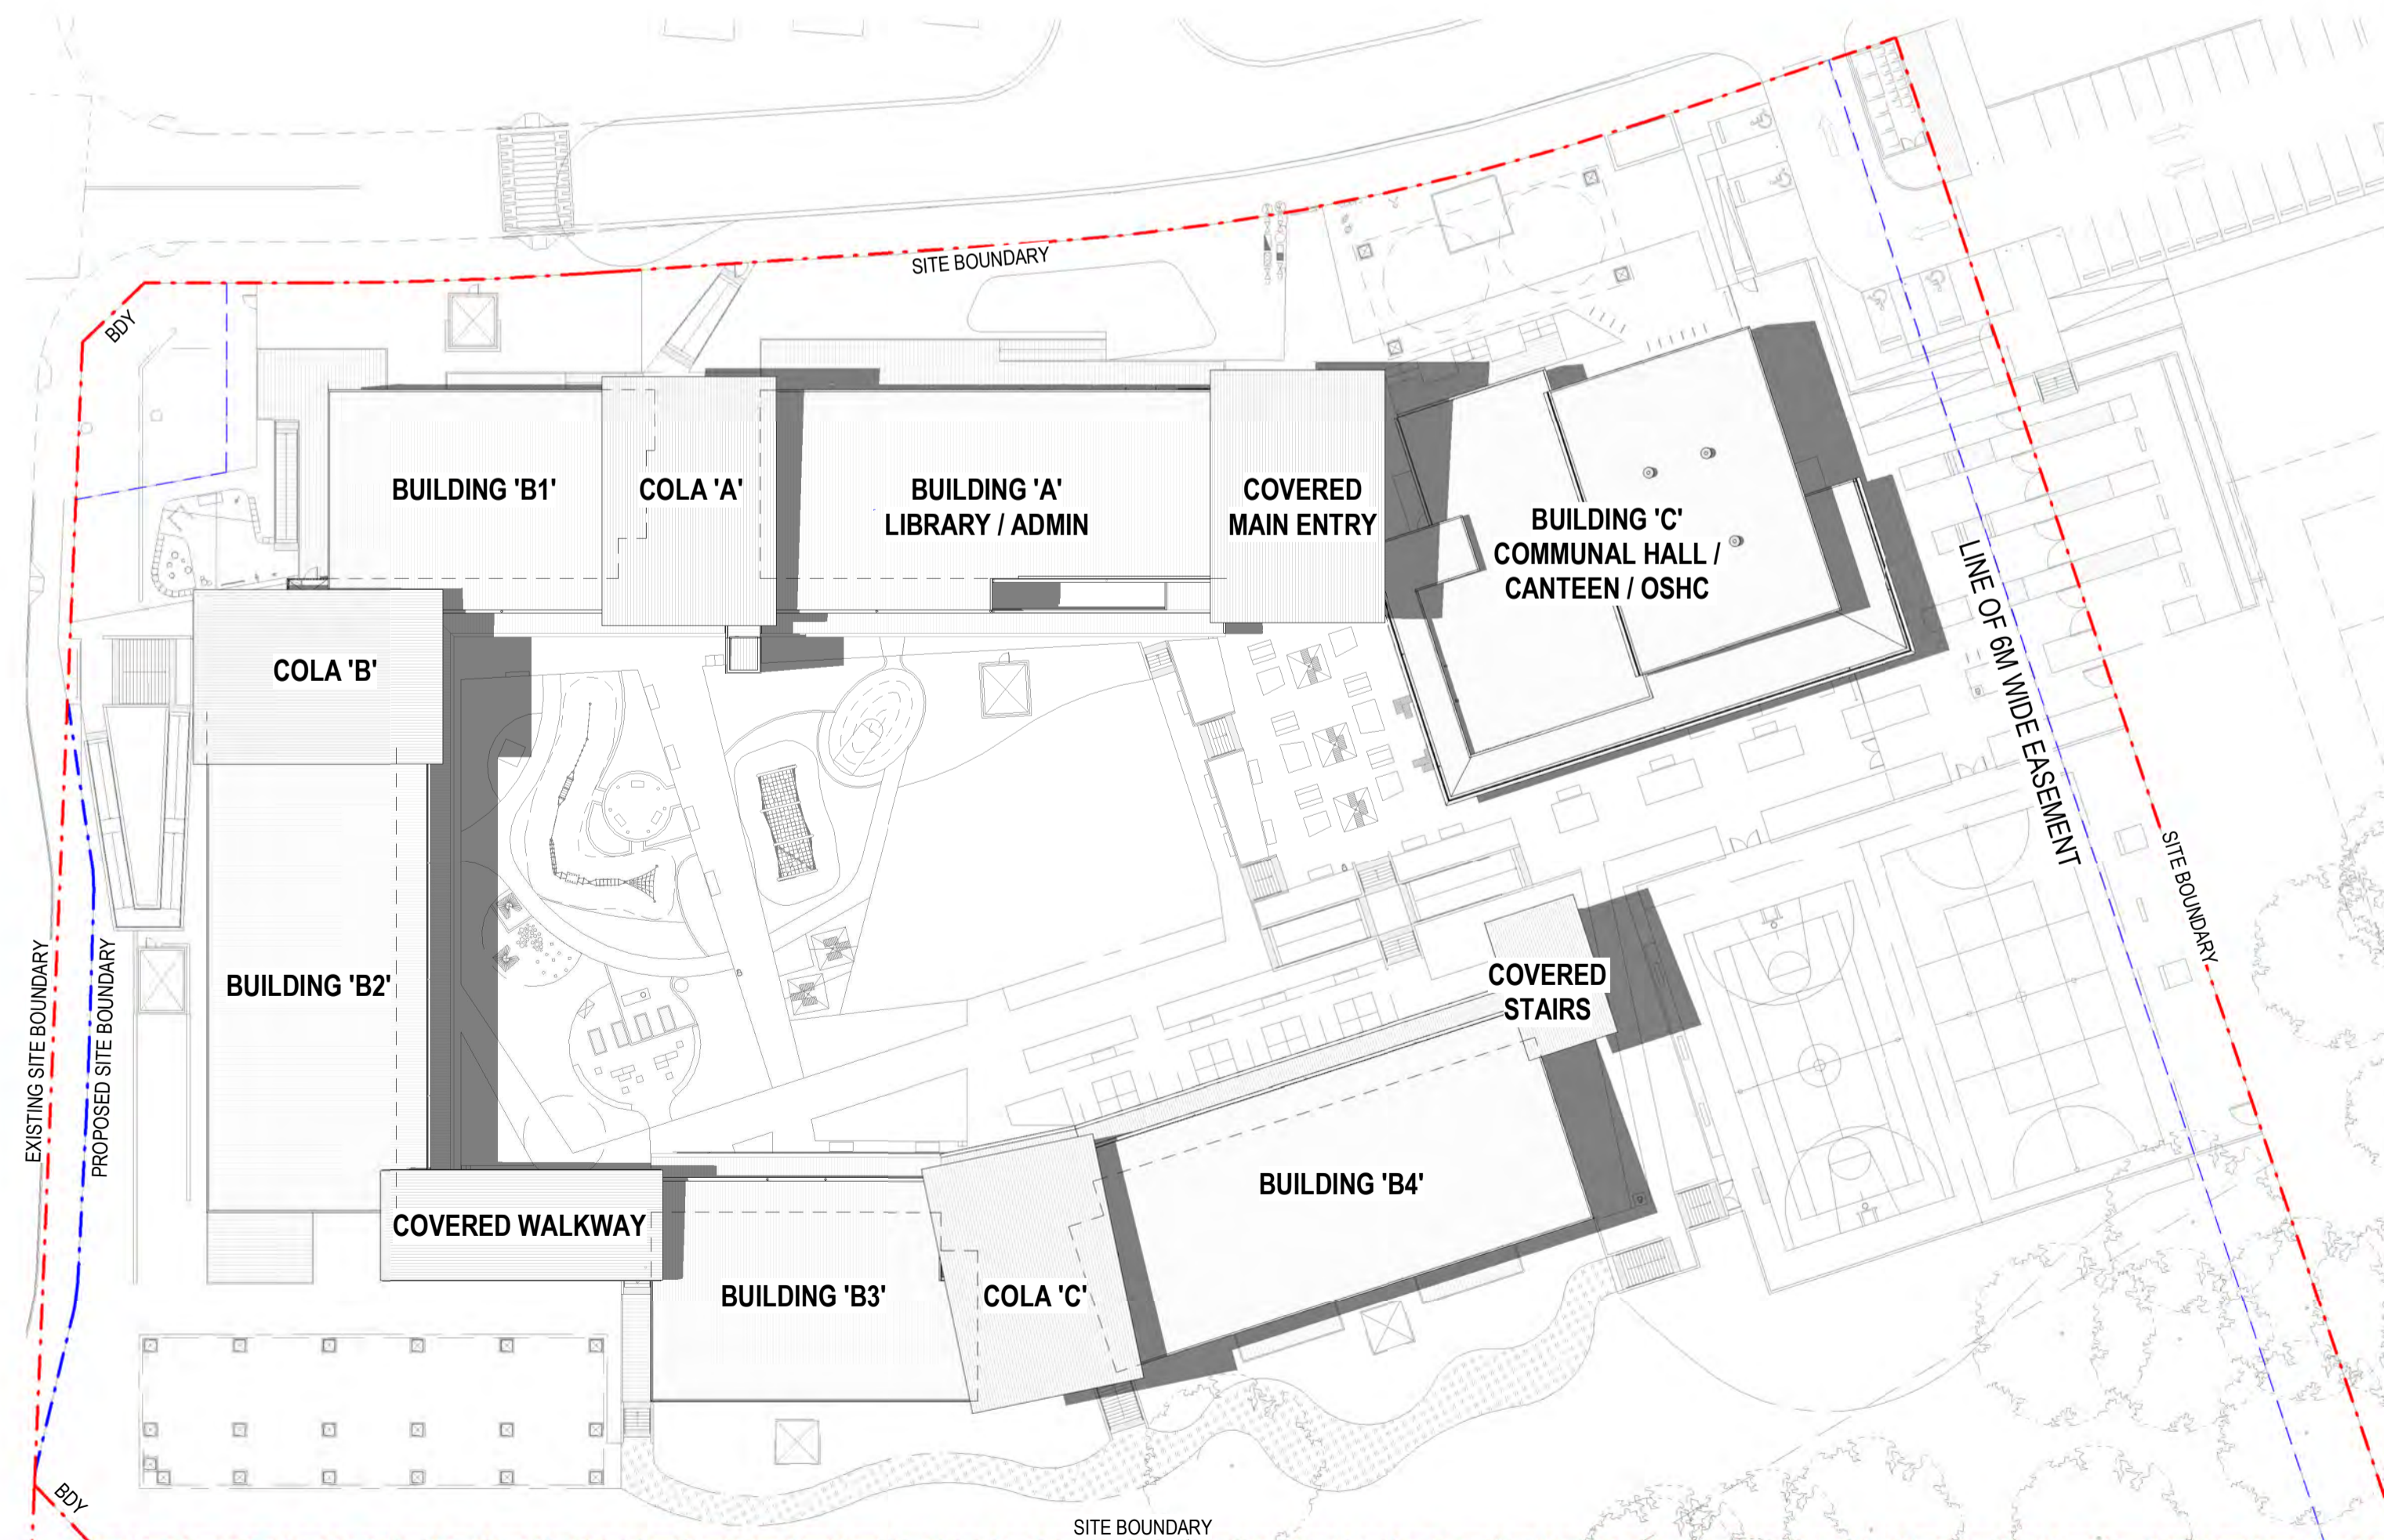 SITE BOUNDARY
BDY
BUILDING 'B1'
COLA 'A'
BUILDING 'A'
LIBRARY / ADMIN
COVERED
MAIN ENTRY
BUILDING 'C'
COMMUNAL HALL /
CANTEEN / OSHC
LINE OF 6M WIDE EASEMENT
COLA 'B'
SITE BOUNDARY
EXISTING SITE BOUNDARY
PROPOSED SITE BOUNDARY
BUILDING 'B2'
COVERED
STAIRS
BUILDING 'B4'
COVERED WALKWAY
BUILDING 'B3'
COLA 'C'
BDY
SITE BOUNDARY